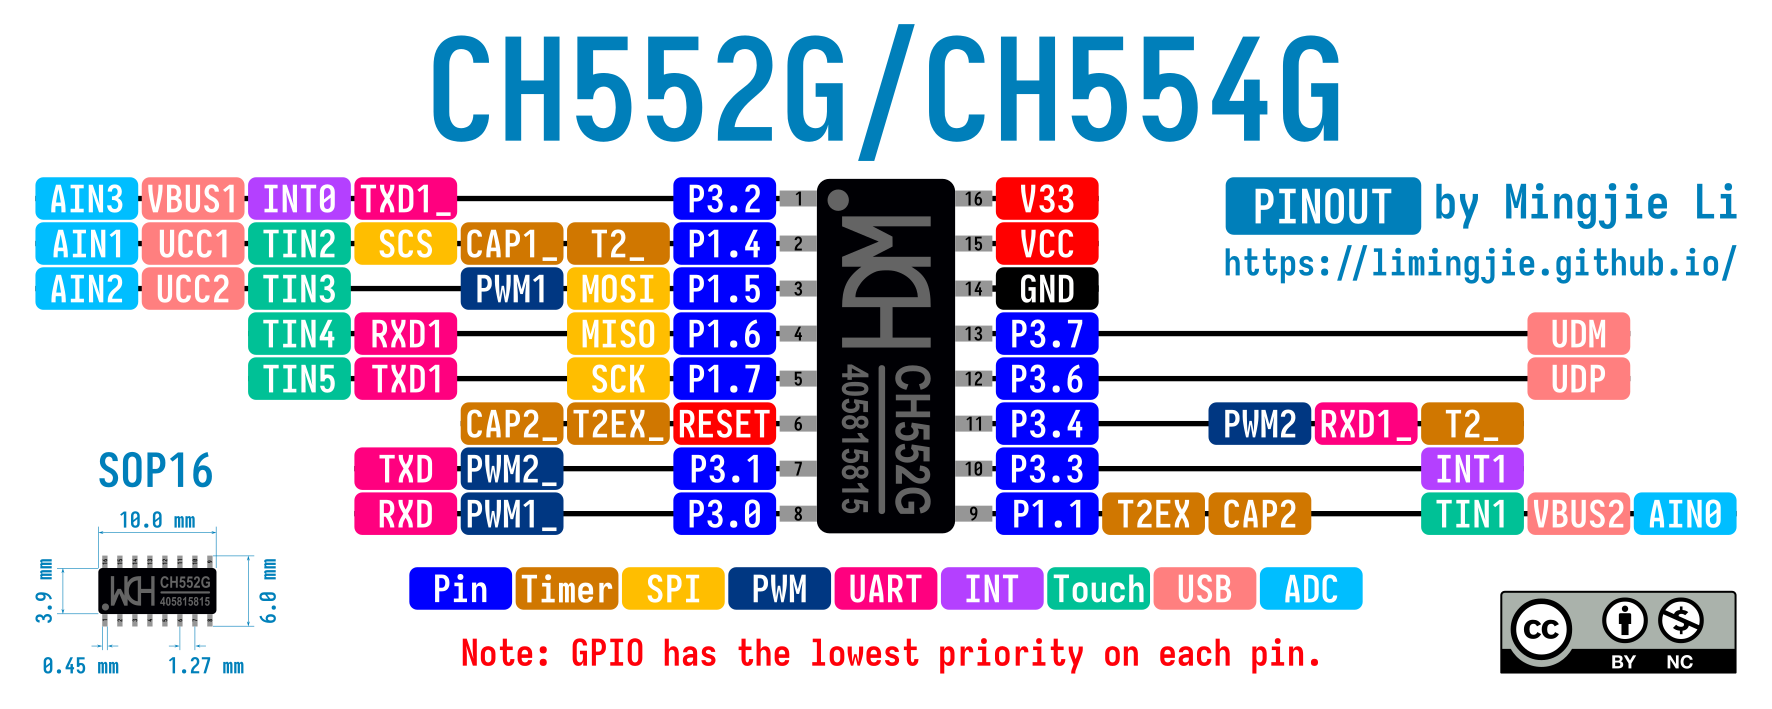 CH552G/CH554G
AIN3 VBUS1 INT0 TXD1_ P3.2 1 16 V33
AIN1 UCC1 TIN2 SCS CAP1_ T2_ P1.4 2 15 VCC
AIN2 UCC2 TIN3 PWM1 MOSI P1.5 3 14 GND
TIN4 RXD1 MISO P1.6 4 13 P3.7 UDM
TIN5 TXD1 SCK P1.7 5 12 P3.6 UDP
CAP2_ T2EX_ RESET 6 11 P3.4 PWM2 RXD1_ T2_
TXD PWM2_ P3.1 7 10 P3.3 INT1
RXD PWM1_ P3.0 8 9 P1.1 T2EX CAP2 TIN1 VBUS2 AIN0
CH552G
405815815
PINOUT by Mingjie Li
https://limingjie.github.io/
SOP16
10.0 mm
3.9 mm
6.0 mm
CH552G
405815815
0.45 mm
1.27 mm
Pin Timer SPI PWM UART INT Touch USB ADC
Note: GPIO has the lowest priority on each pin.
cc
BY NC